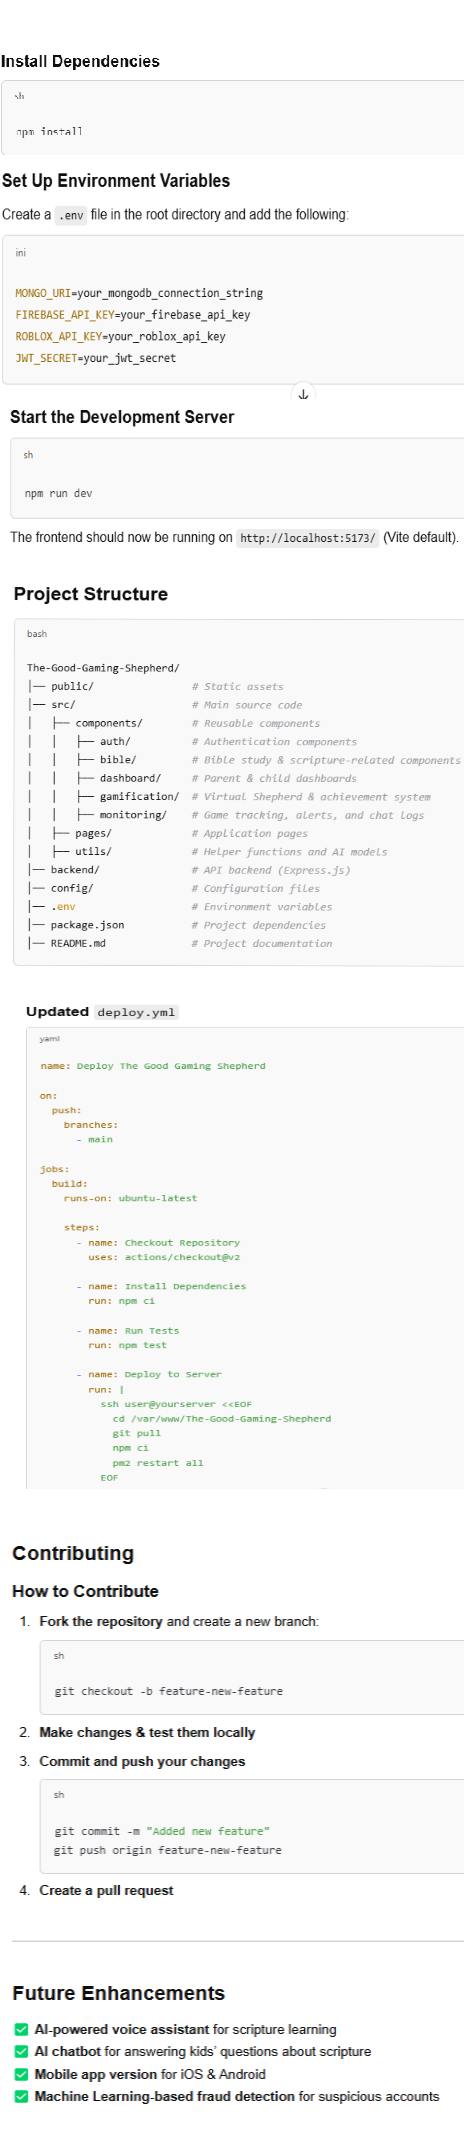 Install Dependencies
sh
npm install
Set Up Environment Variables
Create a .env file in the root directory and add the following:
ini
MONGO_URI=your_mongodb_connection_string
FIREBASE_API_KEY=your_firebase_api_key
ROBLOX_API_KEY=your_roblox_api_key
JWT_SECRET=your_jwt_secret
Start the Development Server
sh
npm run dev
The frontend should now be running on http://localhost:5173/ (Vite default).
Project Structure
bash
The-Good-Gaming-Shepherd/
│── public/ # Static assets
│── src/ # Main source code
│ ├── components/ # Reusable components
│ │ ├── auth/ # Authentication components
│ │ ├── bible/ # Bible study & scripture-related components
│ │ ├── dashboard/ # Parent & child dashboards
│ │ ├── gamification/ # Virtual Shepherd & achievement system
│ │ ├── monitoring/ # Game tracking, alerts, and chat logs
│ ├── pages/ # Application pages
│ ├── utils/ # Helper functions and AI models
│── backend/ # API backend (Express.js)
│── config/ # Configuration files
│── .env # Environment variables
│── package.json # Project dependencies
│── README.md # Project documentation
Updated deploy.yml
yaml
name: Deploy The Good Gaming Shepherd
on:
push:
branches:
- main
jobs:
build:
runs-on: ubuntu-latest
steps:
- name: Checkout Repository
uses: actions/checkout@v2
- name: Install Dependencies
run: npm ci
- name: Run Tests
run: npm test
- name: Deploy to Server
run: |
ssh user@yourserver <<EOF
cd /var/www/The-Good-Gaming-Shepherd
git pull
npm ci
pm2 restart all
EOF
Contributing
How to Contribute
1. Fork the repository and create a new branch:
sh
git checkout -b feature-new-feature
2. Make changes & test them locally
3. Commit and push your changes
sh
git commit -m "Added new feature"
git push origin feature-new-feature
4. Create a pull request
Future Enhancements
✅ AI-powered voice assistant for scripture learning
✅ AI chatbot for answering kids' questions about scripture
✅ Mobile app version for iOS & Android
✅ Machine Learning-based fraud detection for suspicious accounts